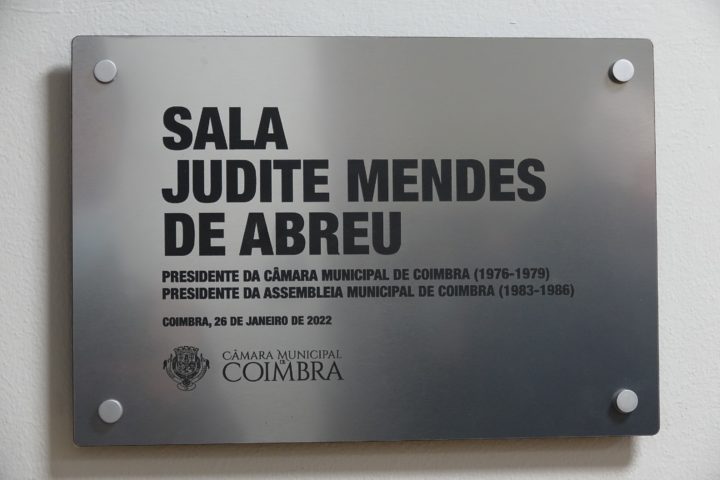 SALA
JUDITE MENDES
DE ABREU
PRESIDENTE DA CÂMARA MUNICIPAL DE COIMBRA (1976-1979)
PRESIDENTE DA ASSEMBLEIA MUNICIPAL DE COIMBRA (1983-1986)
COIMBRA, 26 DE JANEIRO DE 2022
CÂMARA MUNICIPAL
DE
COIMBRA